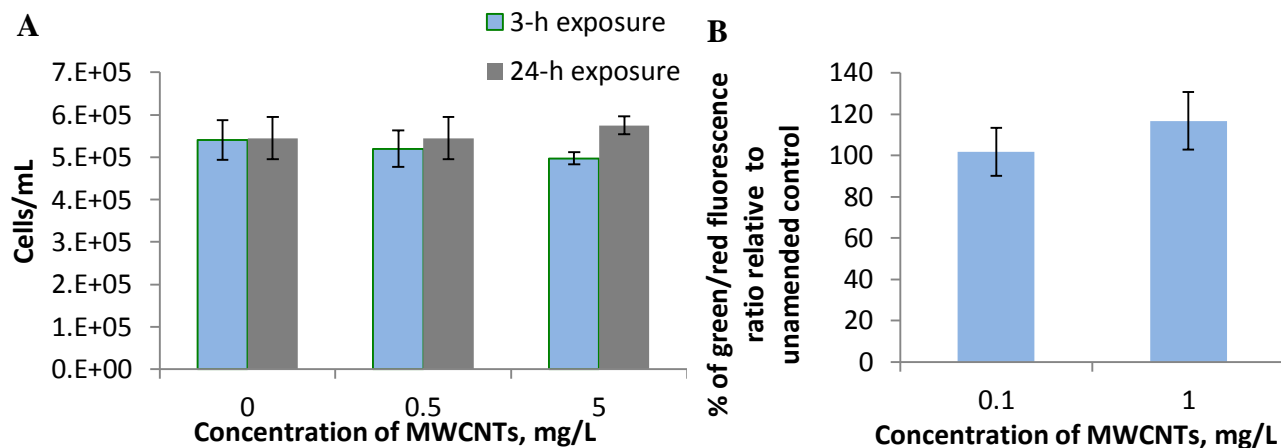 A
3-h exposure
24-h exposure
7.E+05
6.E+05
5.E+05
4.E+05
3.E+05
2.E+05
1.E+05
0.E+00
Cells/mL
0 0.5 5
Concentration of MWCNTs, mg/L
B
% of green/red fluorescence
ratio relative to
unamended control
140
120
100
80
60
40
20
0
0.1 1
Concentration of MWCNTs, mg/L